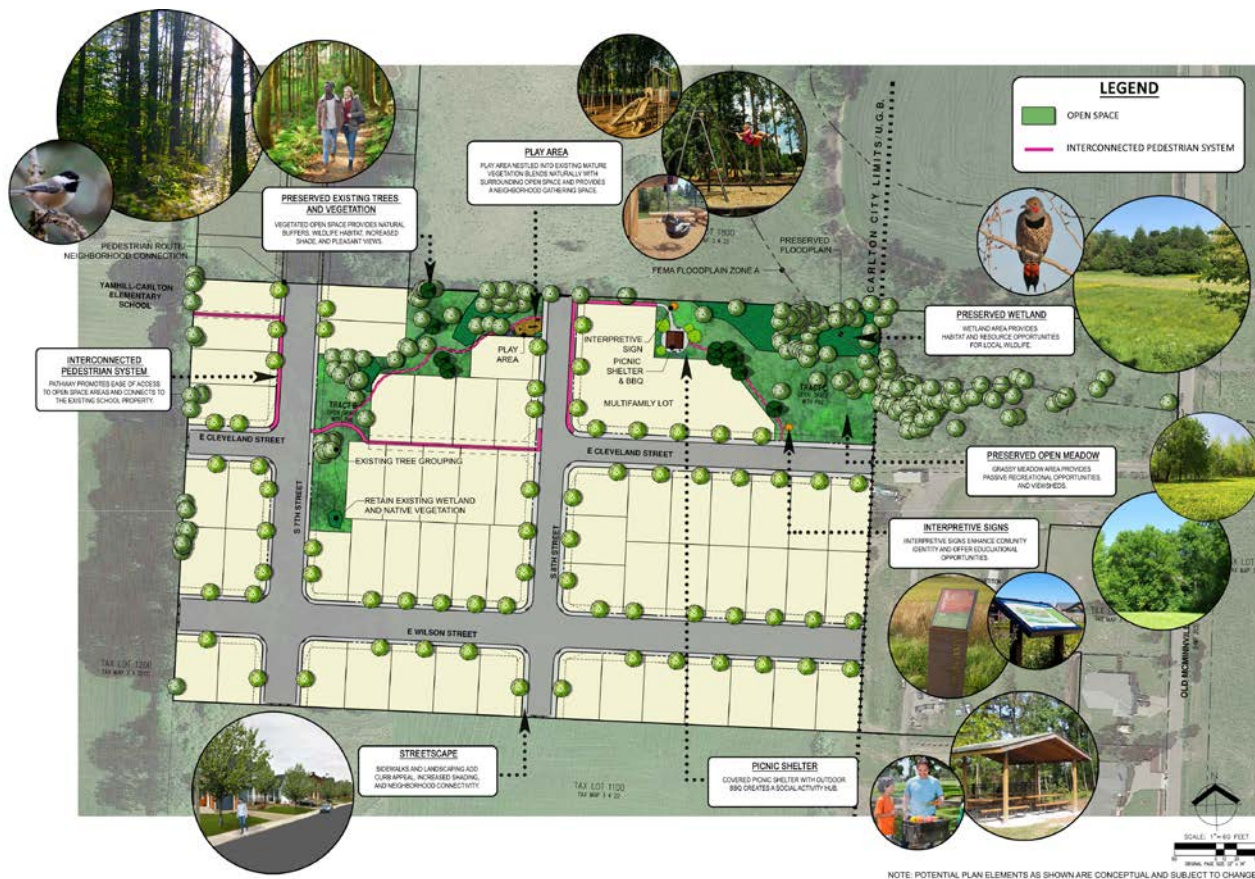 LEGEND
OPEN SPACE
INTERCONNECTED PEDESTRIAN SYSTEM
CARLTON CITY LIMITS/U.G.B.
PLAY AREA
PLAY AREA NESTLED INTO EXISTING MATURE
VEGETATION BLENDS NATURALLY WITH
SURROUNDING OPEN SPACE AND PROVIDES
A NEIGHBORHOOD GATHERING SPACE.
PRESERVED EXISTING TREES
AND VEGETATION
VEGETATED OPEN SPACE PROVIDES NATURAL
BUFFERS, WILDLIFE HABITAT, INCREASED
SHADE, AND PLEASANT VIEWS.
PEDESTRIAN ROUTE/
NEIGHBORHOOD CONNECTION
YAMHILL-CARLTON
ELEMENTARY
SCHOOL
PRESERVED
FLOODPLAIN
FEMA FLOODPLAIN ZONE A
PRESERVED WETLAND
WETLAND AREA PROVIDES
HABITAT AND RESOURCE OPPORTUNITIES
FOR LOCAL WILDLIFE.
INTERCONNECTED
PEDESTRIAN SYSTEM
PATHWAY PROMOTES EASE OF ACCESS
TO OPEN SPACE AREAS AND CONNECTS TO
THE EXISTING SCHOOL PROPERTY.
PLAY
AREA
INTERPRETIVE
SIGN
PICNIC
SHELTER
& BBQ
MULTIFAMILY LOT
E CLEVELAND STREET
E CLEVELAND STREET
EXISTING TREE GROUPING
RETAIN EXISTING WETLAND
AND NATIVE VEGETATION
S 7TH STREET
S 8TH STREET
E WILSON STREET
PRESERVED OPEN MEADOW
GRASSY MEADOW AREA PROVIDES
PASSIVE RECREATIONAL OPPORTUNITIES,
AND VIEWSHEDS.
INTERPRETIVE SIGNS
INTERPRETIVE SIGNS ENHANCE COMUNITY
IDENTITY AND OFFER EDUCUATIONAL
OPPORTUNITIES.
STREETSCAPE
SIDEWALKS AND LANDSCAPING ADD
CURB APPEAL, INCREASED SHADING,
AND NEIGHBORHOOD CONNECTIVITY.
PICNIC SHELTER
COVERED PICNIC SHELTER WITH OUTDOOR
BBQ CREATES A SOCIAL ACTIVITY HUB.
TAX LOT 1200
TAX LOT 1100
TAX MAP 3 4 22
OLD MCMINNVIL
SCALE: 1"=60 FEET
NOTE: POTENTIAL PLAN ELEMENTS AS SHOWN ARE CONCEPTUAL AND SUBJECT TO CHANGE